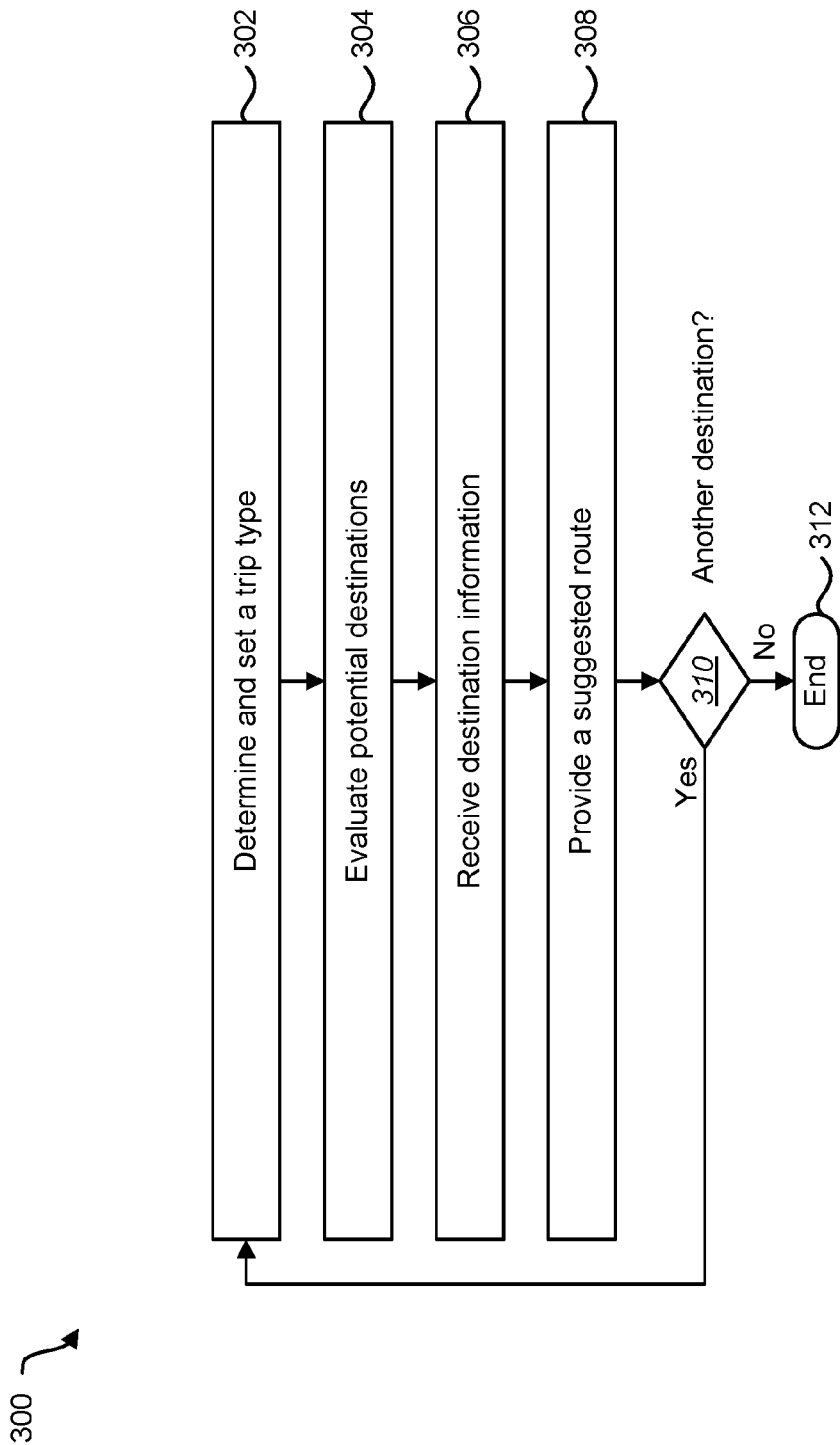 300
Determine and set a trip type
302
Evaluate potential destinations
304
Receive destination information
306
Provide a suggested route
308
310
Another destination?
Yes
No
End
312